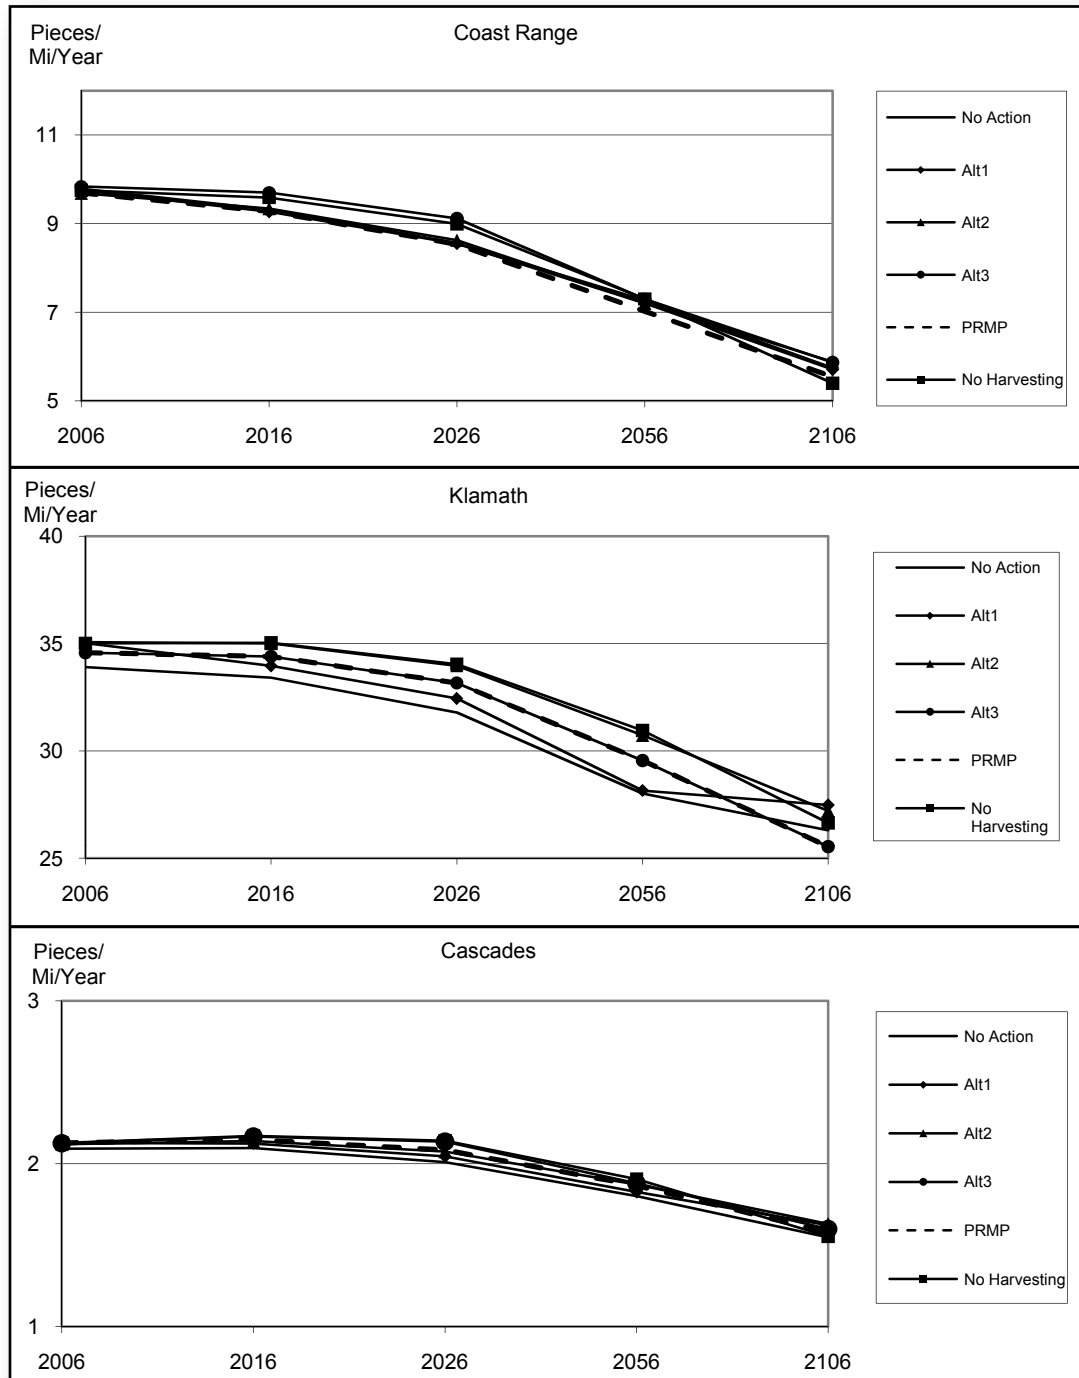 Pieces/
Mi/Year
Coast Range
11
9
7
5
2006 2016 2026 2056 2106
No Action
Alt1
Alt2
Alt3
PRMP
No Harvesting
Pieces/
Mi/Year
Klamath
40
35
30
25
2006 2016 2026 2056 2106
No Action
Alt1
Alt2
Alt3
PRMP
No
Harvesting
Pieces/
Mi/Year
Cascades
3
2
1
2006 2016 2026 2056 2106
No Action
Alt1
Alt2
Alt3
PRMP
No Harvesting